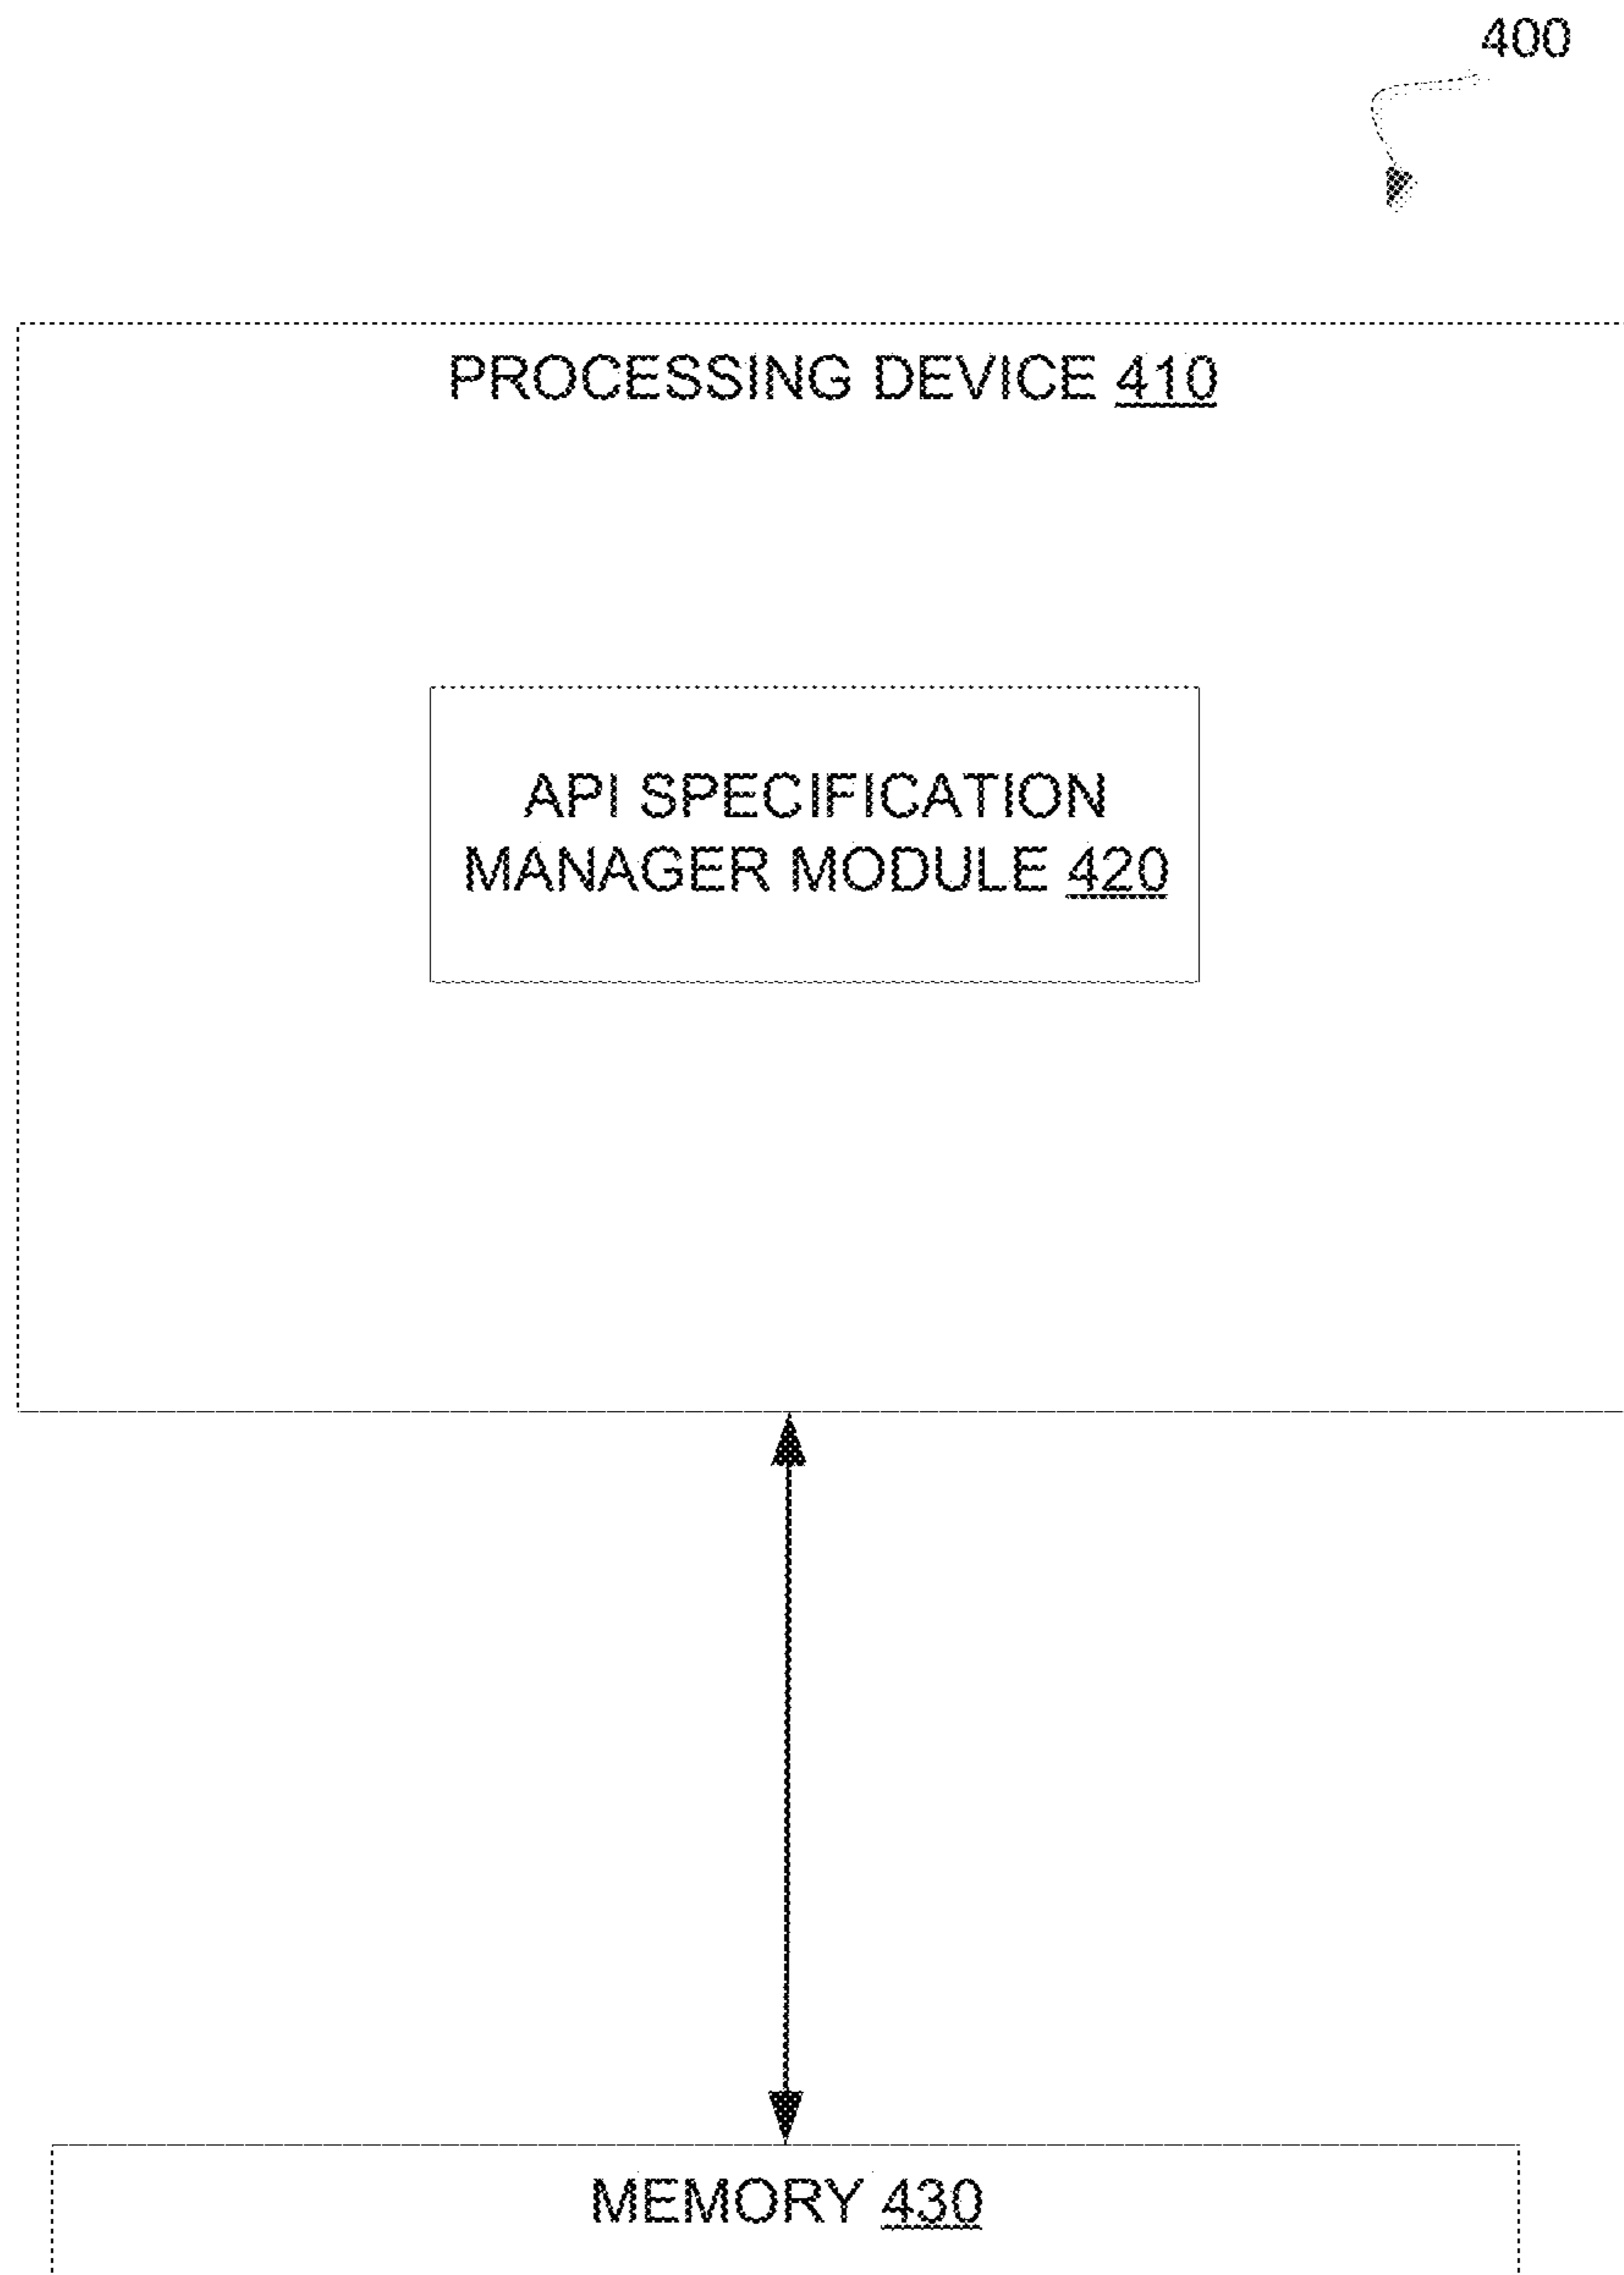 400
PROCESSING DEVICE 410
API SPECIFICATION
MANAGER MODULE 420
MEMORY 430